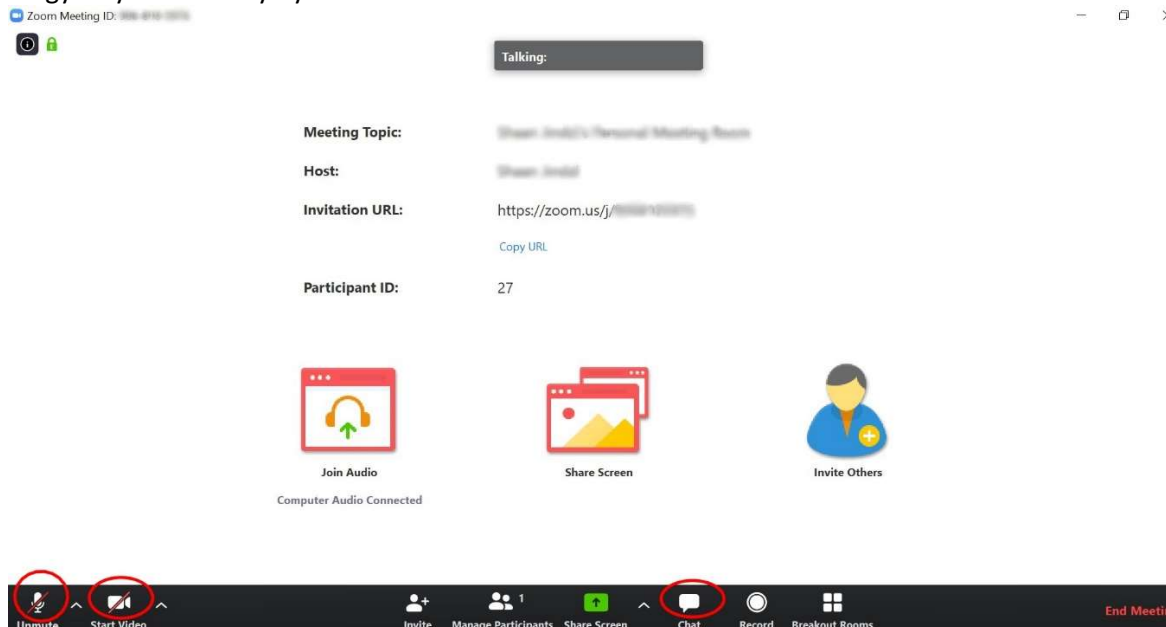 Zoom Meeting ID:
Talking:
Meeting Topic:
Host:
Invitation URL: https://zoom.us/j/
Copy URL
Participant ID: 27
Join Audio Share Screen Invite Others
Computer Audio Connected
1
Unmute Start Video Invite Manage Participants Share Screen Chat Record Breakout Rooms End Meetin